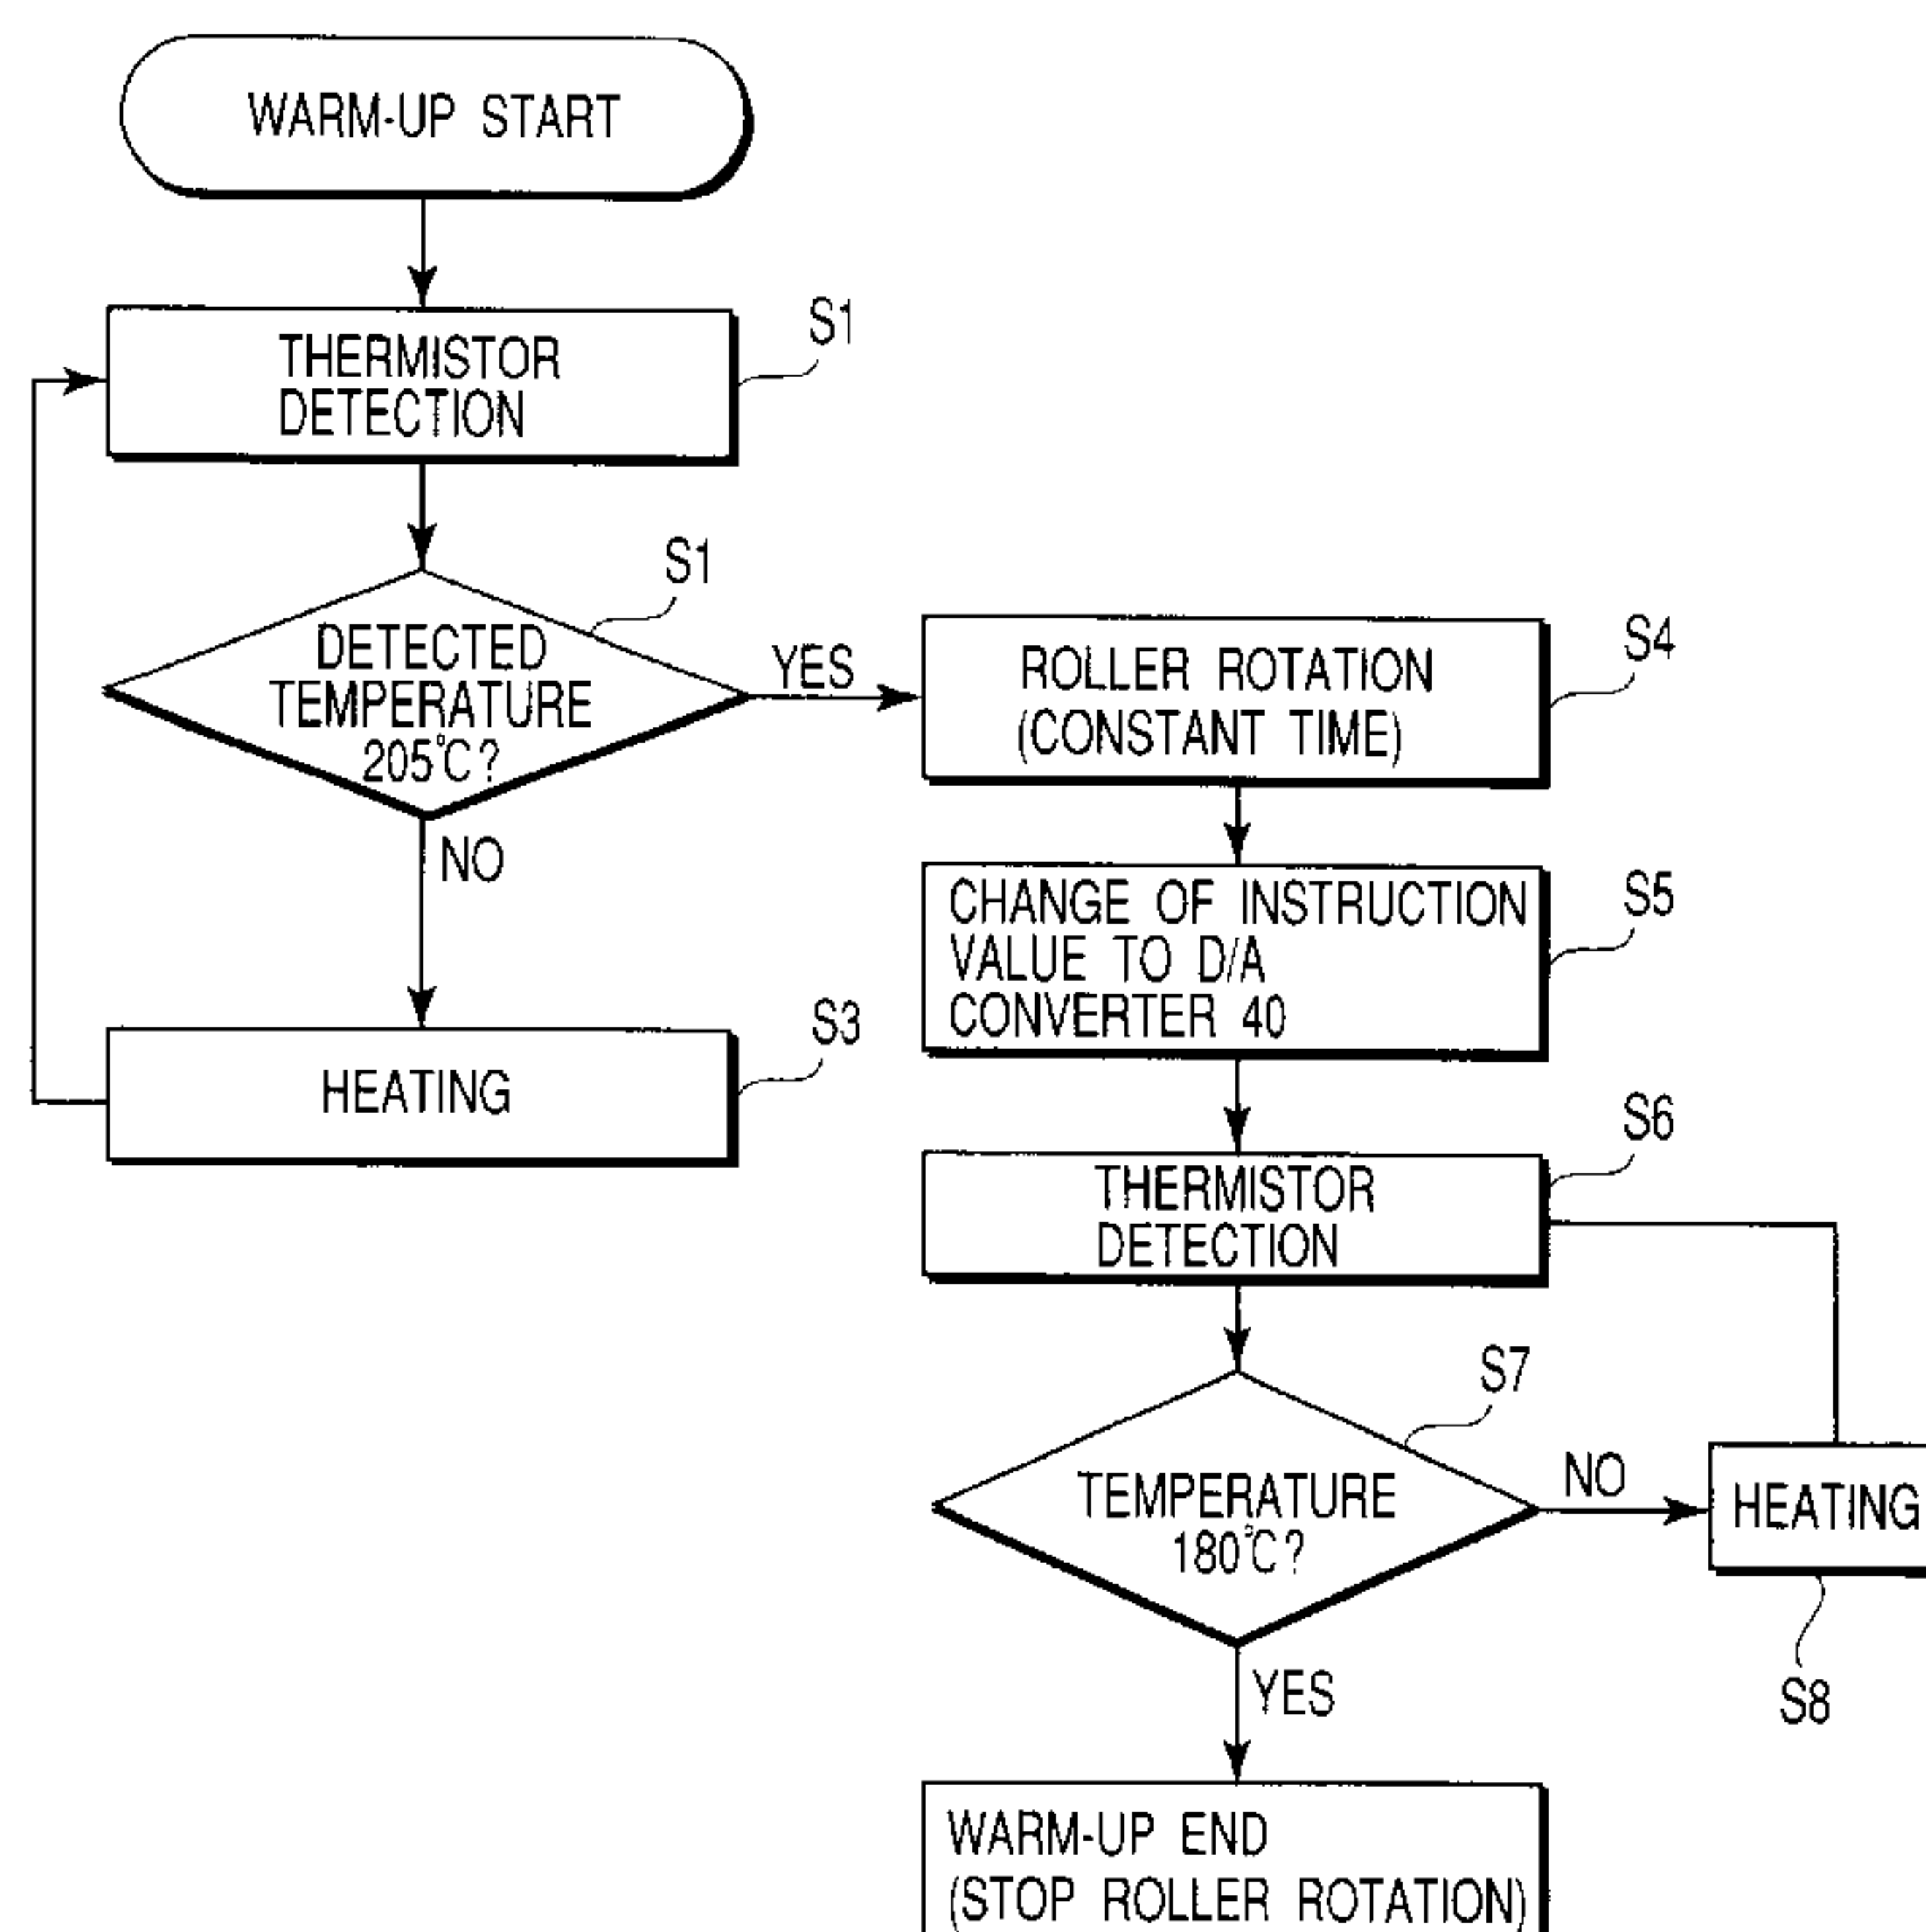 WARM-UP START
S1
THERMISTOR
DETECTION
S1
DETECTED
TEMPERATURE
205°C?
YES
NO
S3
HEATING
S4
ROLLER ROTATION
(CONSTANT TIME)
S5
CHANGE OF INSTRUCTION
VALUE TO D/A
CONVERTER 40
S6
THERMISTOR
DETECTION
S7
TEMPERATURE
180°C?
NO
HEATING
S8
YES
WARM-UP END
(STOP ROLLER ROTATION)